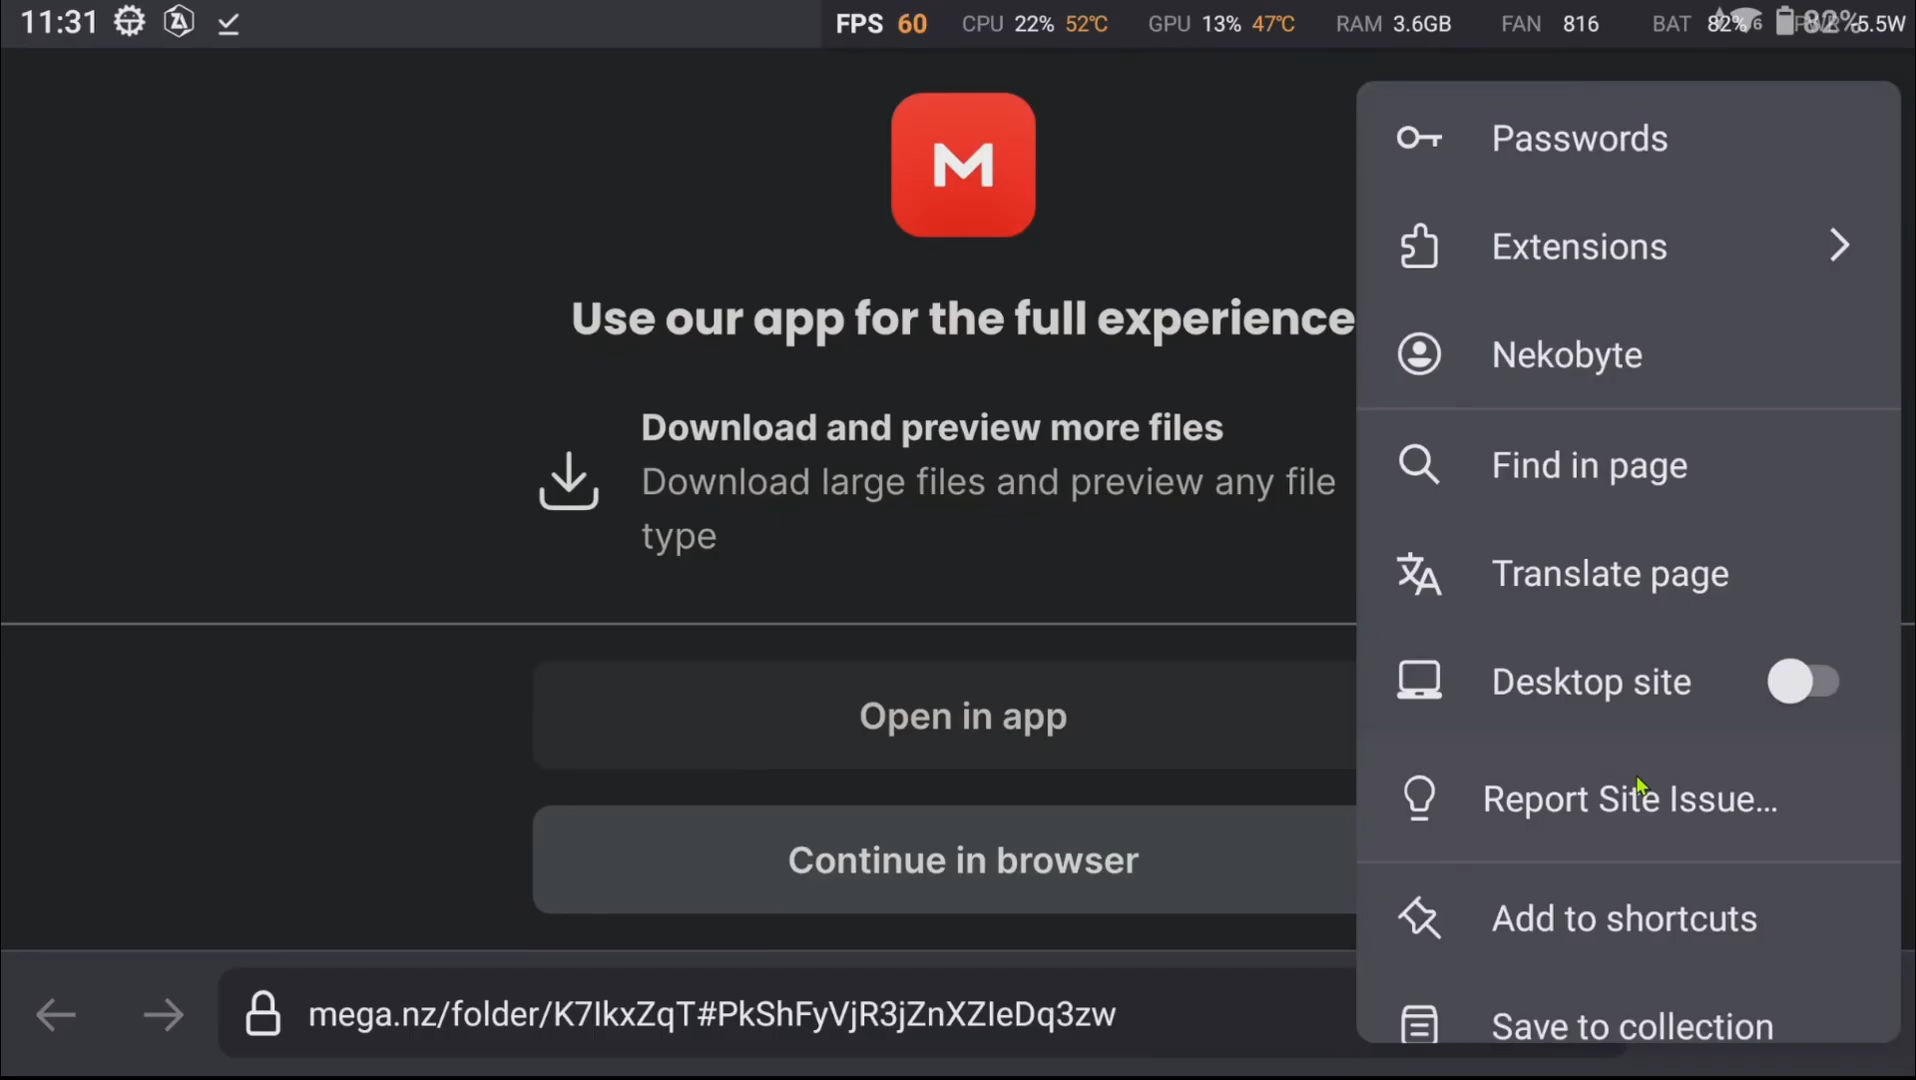 11:31
FPS 60 CPU 22% 52°C GPU 13% 47°C RAM 3.6GB FAN 816 BAT 82% -5.5W
M
Use our app for the full experience
Download and preview more files
Download large files and preview any file
type
Open in app
Continue in browser
mega.nz/folder/K7IkxZqT#PkShFyVjR3jZnXZIeDq3zw
Passwords
Extensions
Nekobyte
Find in page
Translate page
Desktop site
Report Site Issue...
Add to shortcuts
Save to collection